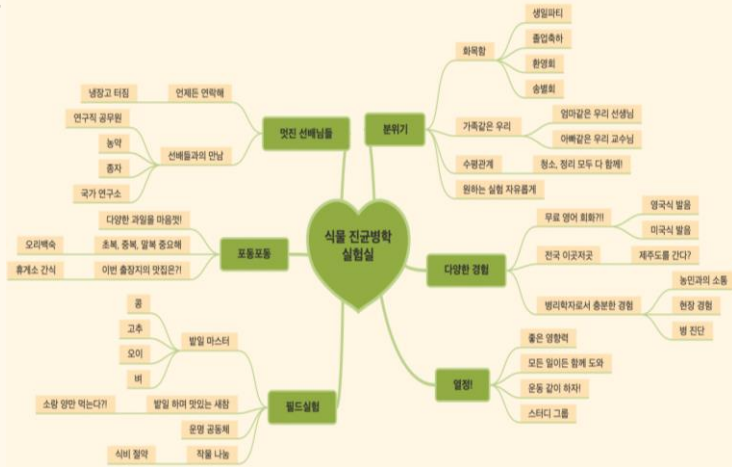 식물 진균병학
실험실
멋진 선배님들
언제든 연락해
냉장고 터짐
선배들과의 만남
연구직 공무원
농약
종자
국가 연구소
포동포동
다양한 과일을 마음껏!
초복, 중복, 말복 중요해
오리백숙
이번 출장지의 맛집은?!
휴게소 간식
필드실험
밭일 마스터
콩
고추
오이
벼
밭일 하며 맛있는 새참
소랑 양만 먹는다?!
운명 공동체
작물 나눔
식비 절약
분위기
화목함
생일파티
졸업축하
환영회
송별회
가족같은 우리
엄마같은 우리 선생님
아빠같은 우리 교수님
수평관계
청소, 정리 모두 다 함께!
원하는 실험 자유롭게
다양한 경험
무료 영어 회화?!!
영국식 발음
미국식 발음
전국 이곳저곳
제주도를 간다?
병리학자로서 충분한 경험
농민과의 소통
현장 경험
병 진단
열정!
좋은 영향력
모든 일이든 함께 도와
운동 같이 하자!
스터디 그룹